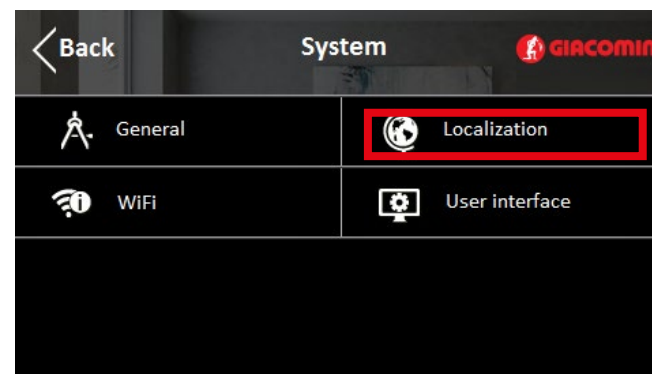 Back
System
GIACOMIN
General
Localization
WiFi
User interface